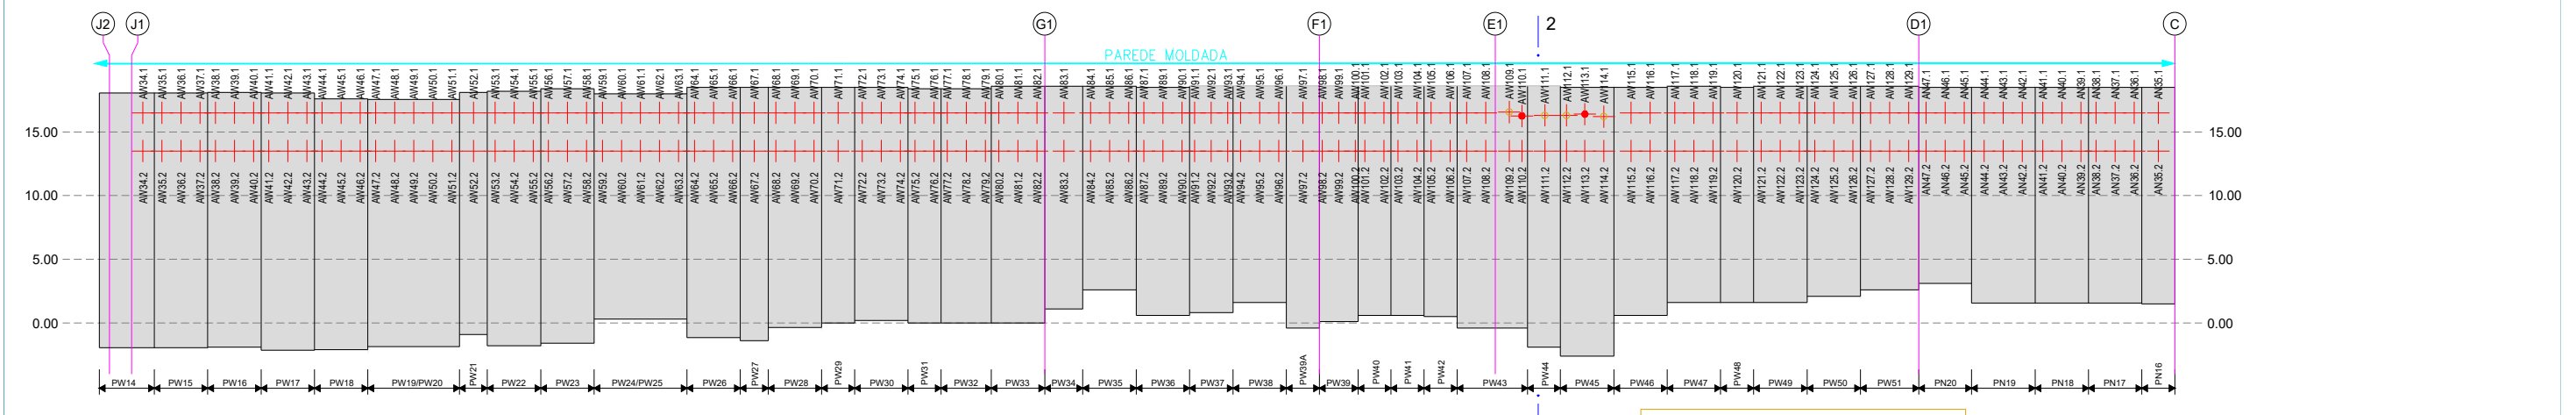 J2 J1 G1 F1 E1 2 D1 C
PAREDE MOLDADA
AW34.1 AW35.1 AW36.1 AW37.1 AW38.1 AW39.1 AW40.1 AW41.1 AW42.1 AW43.1 AW44.1 AW45.1 AW46.1 AW47.1 AW48.1 AW49.1 AW50.1 AW51.1 AW52.1 AW53.1 AW54.1 AW55.1 AW56.1 AW57.1 AW58.1 AW59.1 AW60.1 AW61.1 AW62.1 AW63.1 AW64.1 AW65.1 AW66.1 AW67.1 AW68.1 AW69.1 AW70.1 AW71.1 AW72.1 AW73.1 AW74.1 AW75.1 AW76.1 AW77.1 AW78.1 AW79.1 AW80.1 AW81.1 AW82.1 AW83.1 AW84.1 AW85.1 AW86.1 AW87.1 AW89.1 AW90.1 AW91.1 AW92.1 AW93.1 AW94.1 AW95.1 AW96.1 AW97.1 AW98.1 AW99.1 AW100.1 AW101.1 AW102.1 AW103.1 AW104.1 AW105.1 AW106.1 AW107.1 AW108.1 AW109.1 AW110.1 AW111.1 AW112.1 AW113.1 AW114.1 AW115.1 AW116.1 AW117.1 AW118.1 AW119.1 AW120.1 AW121.1 AW122.1 AW123.1 AW124.1 AW125.1 AW126.1 AW127.1 AW128.1 AW129.1 AN47.1 AN46.1 AN45.1 AN44.1 AN43.1 AN42.1 AN41.1 AN40.1 AN39.1 AN38.1 AN37.1 AN36.1 AN35.1
15.00 15.00
AW34.2 AW35.2 AW36.2 AW37.2 AW38.2 AW39.2 AW40.2 AW41.2 AW42.2 AW43.2 AW44.2 AW45.2 AW46.2 AW47.2 AW48.2 AW49.2 AW50.2 AW51.2 AW52.2 AW53.2 AW54.2 AW55.2 AW56.2 AW57.2 AW58.2 AW59.2 AW60.2 AW61.2 AW62.2 AW63.2 AW64.2 AW65.2 AW66.2 AW67.2 AW68.2 AW69.2 AW70.2 AW71.2 AW72.2 AW73.2 AW74.2 AW75.2 AW76.2 AW77.2 AW78.2 AW79.2 AW80.2 AW81.2 AW82.2 AW83.2 AW84.2 AW85.2 AW86.2 AW87.2 AW89.2 AW90.2 AW91.2 AW92.2 AW93.2 AW94.2 AW95.2 AW96.2 AW97.2 AW98.2 AW99.2 AW100.2 AW101.2 AW102.2 AW103.2 AW104.2 AW105.2 AW106.2 AW107.2 AW108.2 AW109.2 AW110.2 AW111.2 AW112.2 AW113.2 AW114.2 AW115.2 AW116.2 AW117.2 AW118.2 AW119.2 AW120.2 AW121.2 AW122.2 AW123.2 AW124.2 AW125.2 AW126.2 AW127.2 AW128.2 AW129.2 AN47.2 AN46.2 AN45.2 AN44.2 AN43.2 AN42.2 AN41.2 AN40.2 AN39.2 AN38.2 AN37.2 AN36.2 AN35.2
10.00 10.00
5.00 5.00
0.00 0.00
PW14 PW15 PW16 PW17 PW18 PW19/PW20 PW21 PW22 PW23 PW24/PW25 PW26 PW27 PW28 PW29 PW30 PW31 PW32 PW33 PW34 PW35 PW36 PW37 PW38 PW39A PW39 PW40 PW41 PW42 PW43 PW44 PW45 PW46 PW47 PW48 PW49 PW50 PW51 PN20 PN19 PN18 PN17 PN16